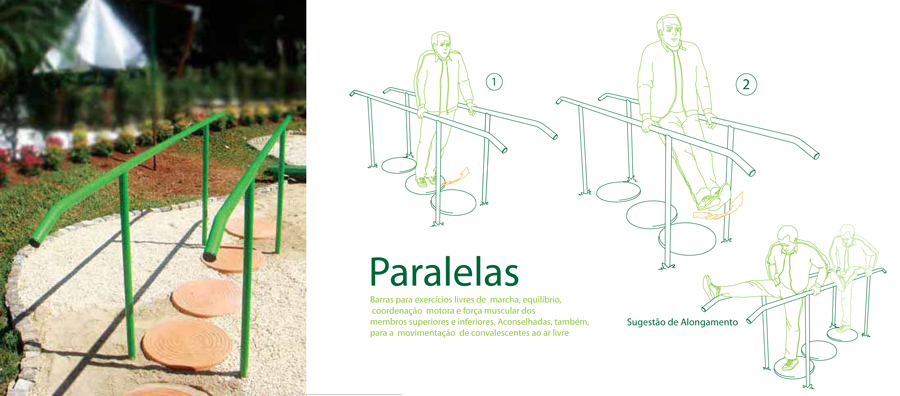 1
2
Paralelas
Barras para exercícios livres de marcha, equilíbrio,
coordenação motora e força muscular dos
membros superiores e inferiores. Aconselhadas, também,
para a movimentação de convalescentes ao ar livre
Sugestão de Alongamento